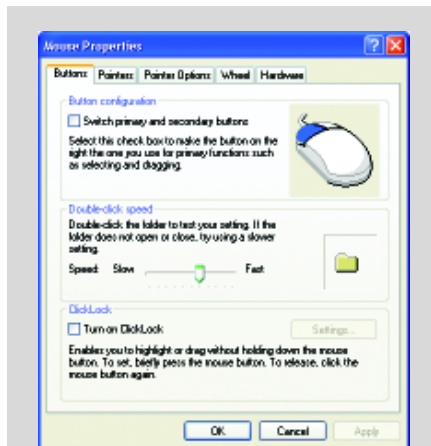 Mouse Properties
Buttons Pointers Pointer Options Wheel Hardware
Button configuration
Switch primary and secondary buttons
Select this check box to make the button on the
right the one you use for primary functions such
as selecting and dragging.
Double-click speed
Double-click the folder to test your setting. If the
folder does not open or close, try using a slower
setting.
Speed: Slow Fast
ClickLock
Turn on ClickLock
Settings...
Enables you to highlight or drag without holding down the mouse
button. To set, briefly press the mouse button. To release, click the
mouse button again.
OK Cancel Apply